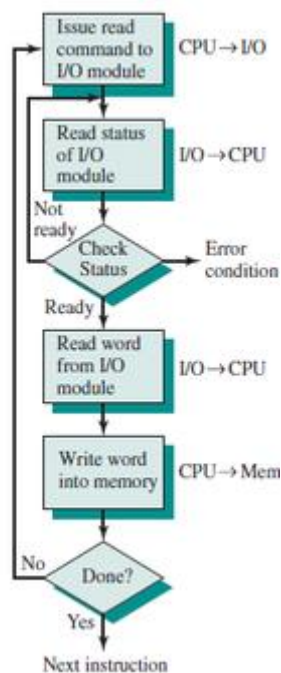 Issue read
command to
I/O module
CPU→I/O
Read status
of I/O
module
I/O→CPU
Not
ready
Check
Status
Error
condition
Ready
Read word
from I/O
module
I/O→CPU
Write word
into memory
CPU→Mem
No
Done?
Yes
Next instruction